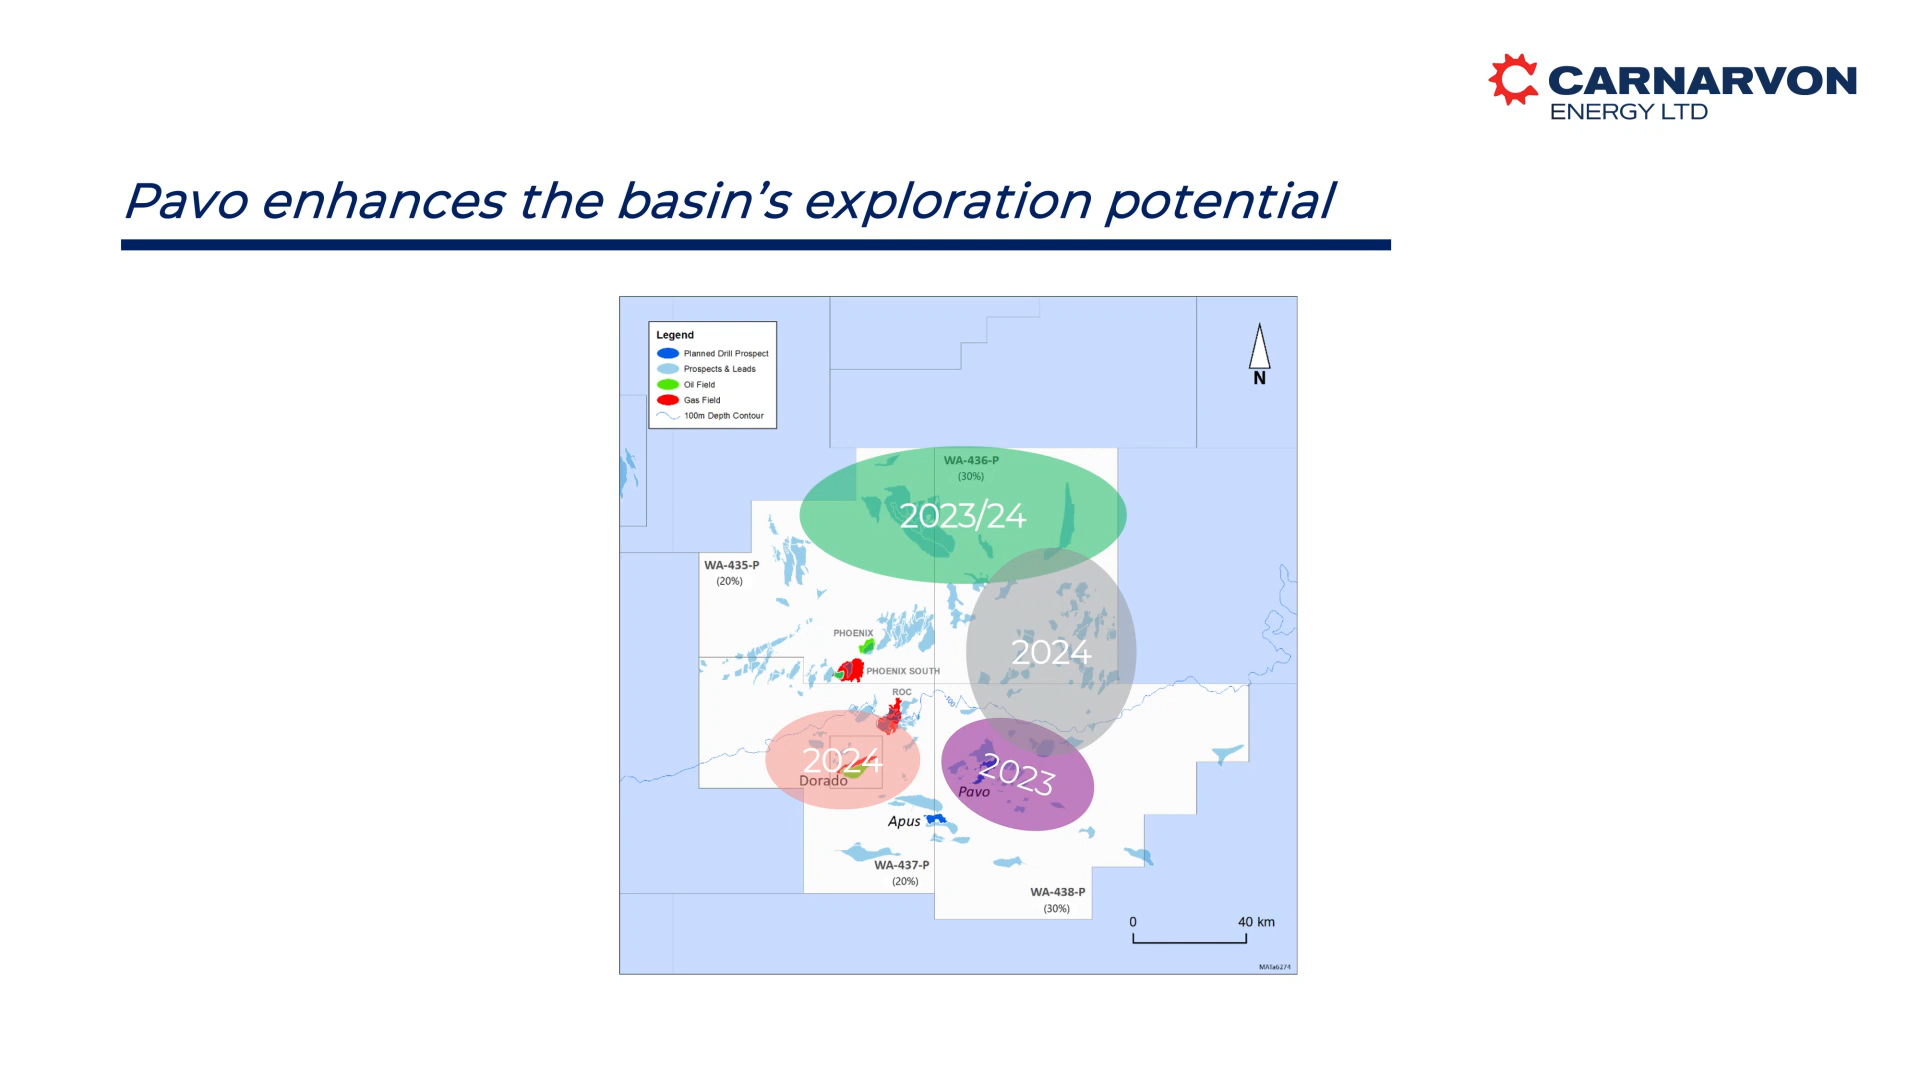 CARNARVON
ENERGY LTD
Pavo enhances the basin's exploration potential
Legend
Planned Drill Prospect
Prospects & Leads
Oil Field
Gas Field
100m Depth Contour
N
WA-436-P
(30%)
2023/24
WA-435-P
(20%)
PHOENIX
2024
PHOENIX SOUTH
ROC
-100
2024
Dorado
2023
Pavo
Apus
WA-437-P
(20%)
WA-438-P
(30%)
0 40 km